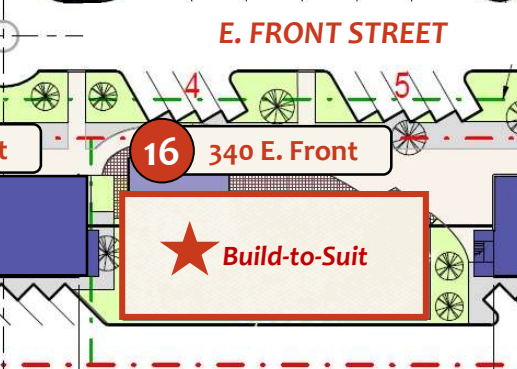 E. FRONT STREET
4
5
t
16
340 E. Front
Build-to-Suit